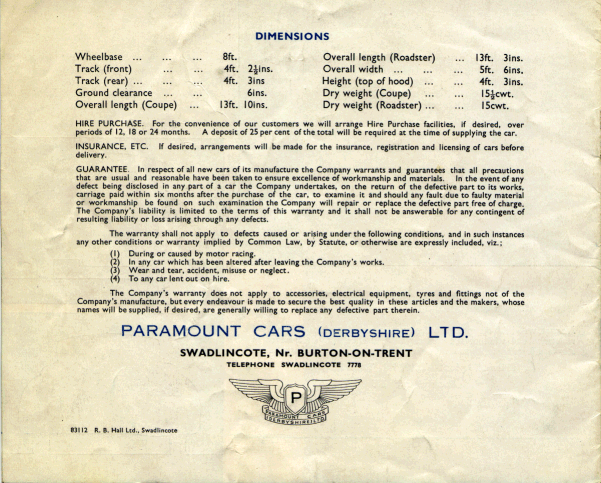 DIMENSIONS
Wheelbase ... ... ... 8ft.
Track (front) ... ... 4ft. 2½ins.
Track (rear) ... ... ... 4ft. 3ins
Ground clearance ... ... 6ins.
Overall length (Coupe) ... 13ft. 10ins.
Overall length (Roadster) ... 13ft. 3ins.
Overall width ... ... ... 5ft. 6ins.
Height (top of hood) ... ... 4ft. 3ins.
Dry weight (Coupe) ... ... 15½cwt.
Dry weight (Roadster) ... ... 15cwt.
HIRE PURCHASE. For the convenience of our customers we will arrange Hire Purchase facilities, if desired, over
periods of 12, 18 or 24 months. A deposit of 25 per cent of the total will be required at the time of supplying the car.
INSURANCE, ETC. If desired, arrangements will be made for the insurance, registration and licensing of cars before
delivery.
GUARANTEE. In respect of all new cars of its manufacture the Company warrants and guarantees that all precautions
that are usual and reasonable have been taken to ensure excellence of workmanship and materials. In the event of any
defect being disclosed in any part of a car the Company undertakes, on the return of the defective part to its works,
carriage paid within six months after the purchase of the car, to examine it and should any fault due to faulty material
or workmanship be found on such examination the Company will repair or replace the defective part free of charge.
The Company's liability is limited to the terms of this warranty and it shall not be answerable for any contingent of
resulting liability or loss arising through any defects.
The warranty shall not apply to defects caused or arising under the following conditions, and in such instances
any other conditions or warranty implied by Common Law, by Statute, or otherwise are expressly included, viz.;
(1) During or caused by motor racing.
(2) In any car which has been altered after leaving the Company's works.
(3) Wear and tear, accident, misuse or neglect.
(4) To any car lent out on hire.
The Company's warranty does not apply to accessories, electrical equipment, tyres and fittings not of the
Company's manufacture, but every endeavour is made to secure the best quality in these articles and the makers, whose
names will be supplied, if desired, are generally willing to replace any defective part therein.
PARAMOUNT CARS (DERBYSHIRE) LTD.
SWADLINCOTE, Nr. BURTON-ON-TRENT
TELEPHONE SWADLINCOTE 7778
P
PARAMOUNT CARS
(DERBYSHIRE) LTD
83112 R. B. Hall Ltd., Swadlincote